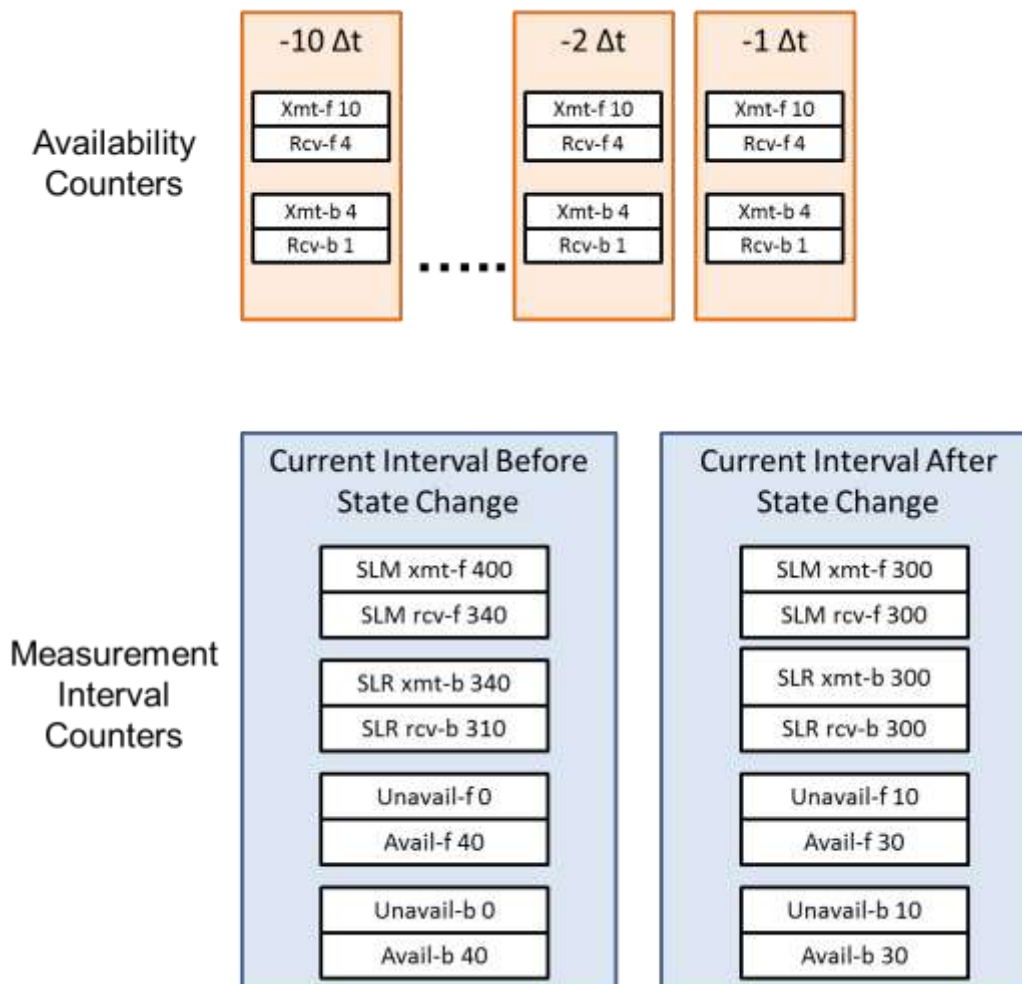 Availability
Counters
-10 Δt
Xmt-f 10
Rcv-f 4
Xmt-b 4
Rcv-b 1
.....
-2 Δt
Xmt-f 10
Rcv-f 4
Xmt-b 4
Rcv-b 1
-1 Δt
Xmt-f 10
Rcv-f 4
Xmt-b 4
Rcv-b 1
Measurement
Interval
Counters
Current Interval Before
State Change
SLM xmt-f 400
SLM rcv-f 340
SLR xmt-b 340
SLR rcv-b 310
Unavail-f 0
Avail-f 40
Unavail-b 0
Avail-b 40
Current Interval After
State Change
SLM xmt-f 300
SLM rcv-f 300
SLR xmt-b 300
SLR rcv-b 300
Unavail-f 10
Avail-f 30
Unavail-b 10
Avail-b 30